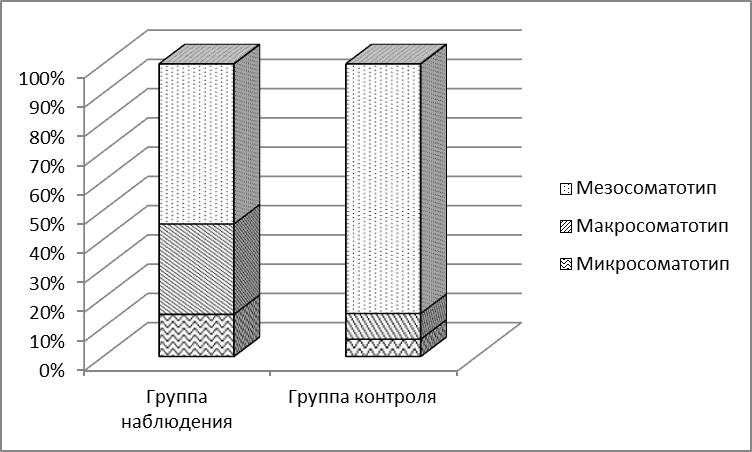 100%
90%
80%
70%
60%
50%
40%
30%
20%
10%
0%
Группа
наблюдения
Группа контроля
Мезосоматотип
Макросоматотип
Микросоматотип